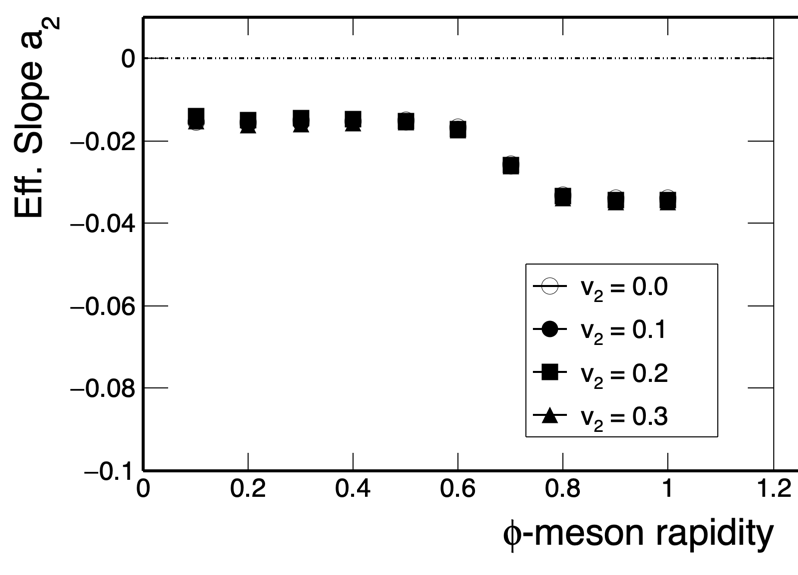 Eff. Slope a₂
0
−0.02
−0.04
−0.06
−0.08
−0.1
v₂ = 0.0
v₂ = 0.1
v₂ = 0.2
v₂ = 0.3
0 0.2 0.4 0.6 0.8 1 1.2
ϕ-meson rapidity